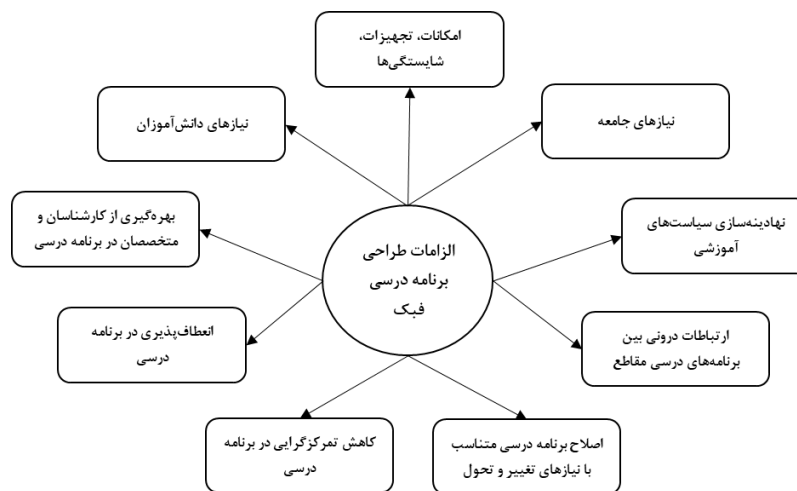 امکانات، تجهیزات،
شایستگی‌ها
نیازهای جامعه
نیازهای دانش‌آموزان
نهادینه‌سازی سیاست‌های
آموزشی
بهره‌گیری از کارشناسان و
متخصصان در برنامه درسی
الزامات طراحی
برنامه درسی
فبک
ارتباطات درونی بین
برنامه‌های درسی مقاطع
انعطاف‌پذیری در برنامه
درسی
اصلاح برنامه درسی متناسب
با نیازهای تغییر و تحول
کاهش تمرکزگرایی در برنامه
درسی